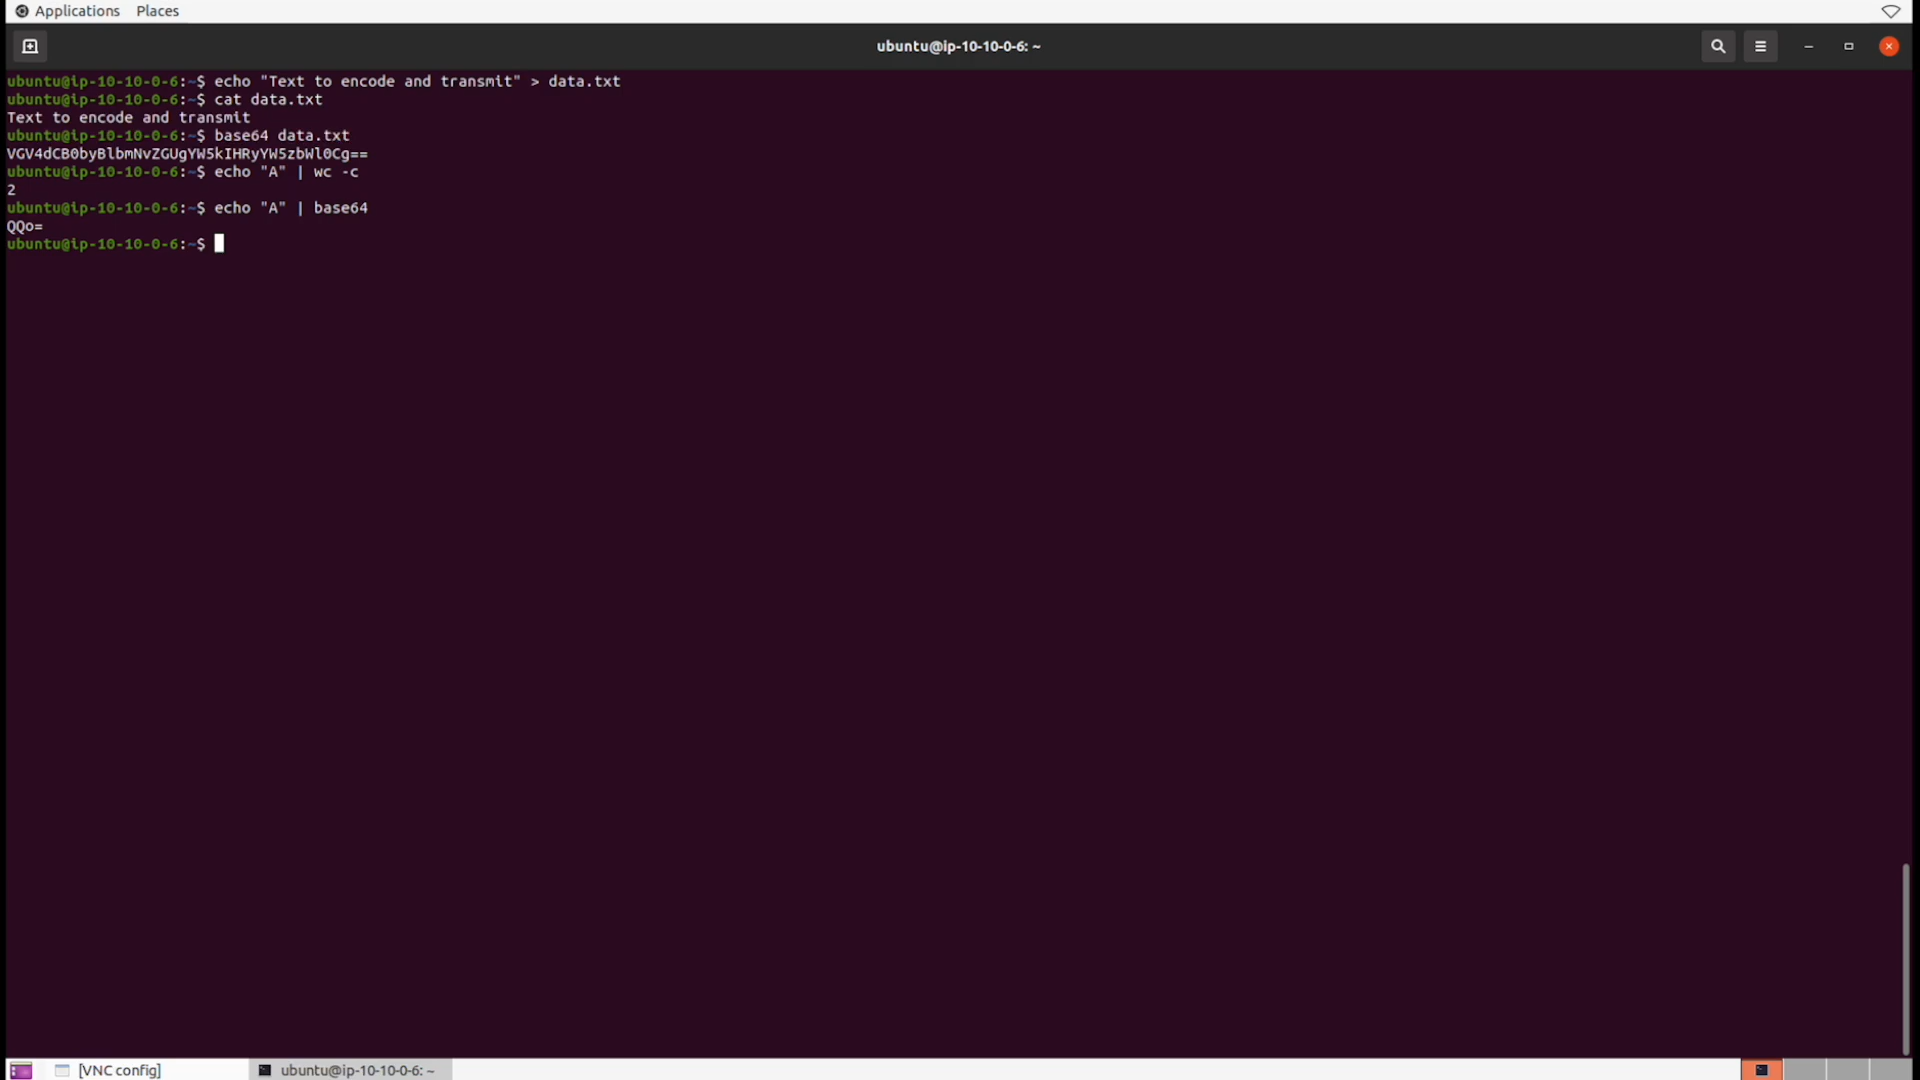 Applications Places
ubuntu@ip-10-10-0-6: ~
ubuntu@ip-10-10-0-6:~$ echo "Text to encode and transmit" > data.txt
ubuntu@ip-10-10-0-6:~$ cat data.txt
Text to encode and transmit
ubuntu@ip-10-10-0-6:~$ base64 data.txt
VGV4dCB0byBlbmNvZGUgYW5kIHRyYW5zbWl0Cg==
ubuntu@ip-10-10-0-6:~$ echo "A" | wc -c
2
ubuntu@ip-10-10-0-6:~$ echo "A" | base64
QQo=
ubuntu@ip-10-10-0-6:~$
[VNC config] ubuntu@ip-10-10-0-6: ~